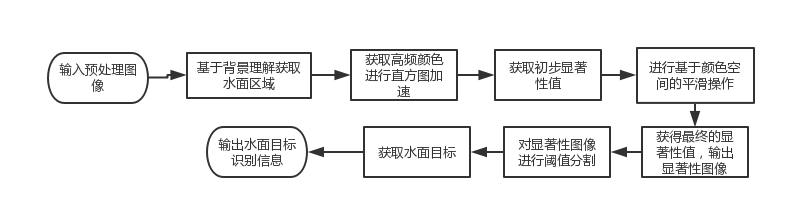 输入预处理图
像
基于背景理解获取
水面区域
获取高频颜色
进行直方图加
速
获取初步显著
性值
进行基于颜色空
间的平滑操作
获得最终的显
著性值，输出
显著性图像
对显著性图像
进行阈值分割
获取水面目标
输出水面目标
识别信息